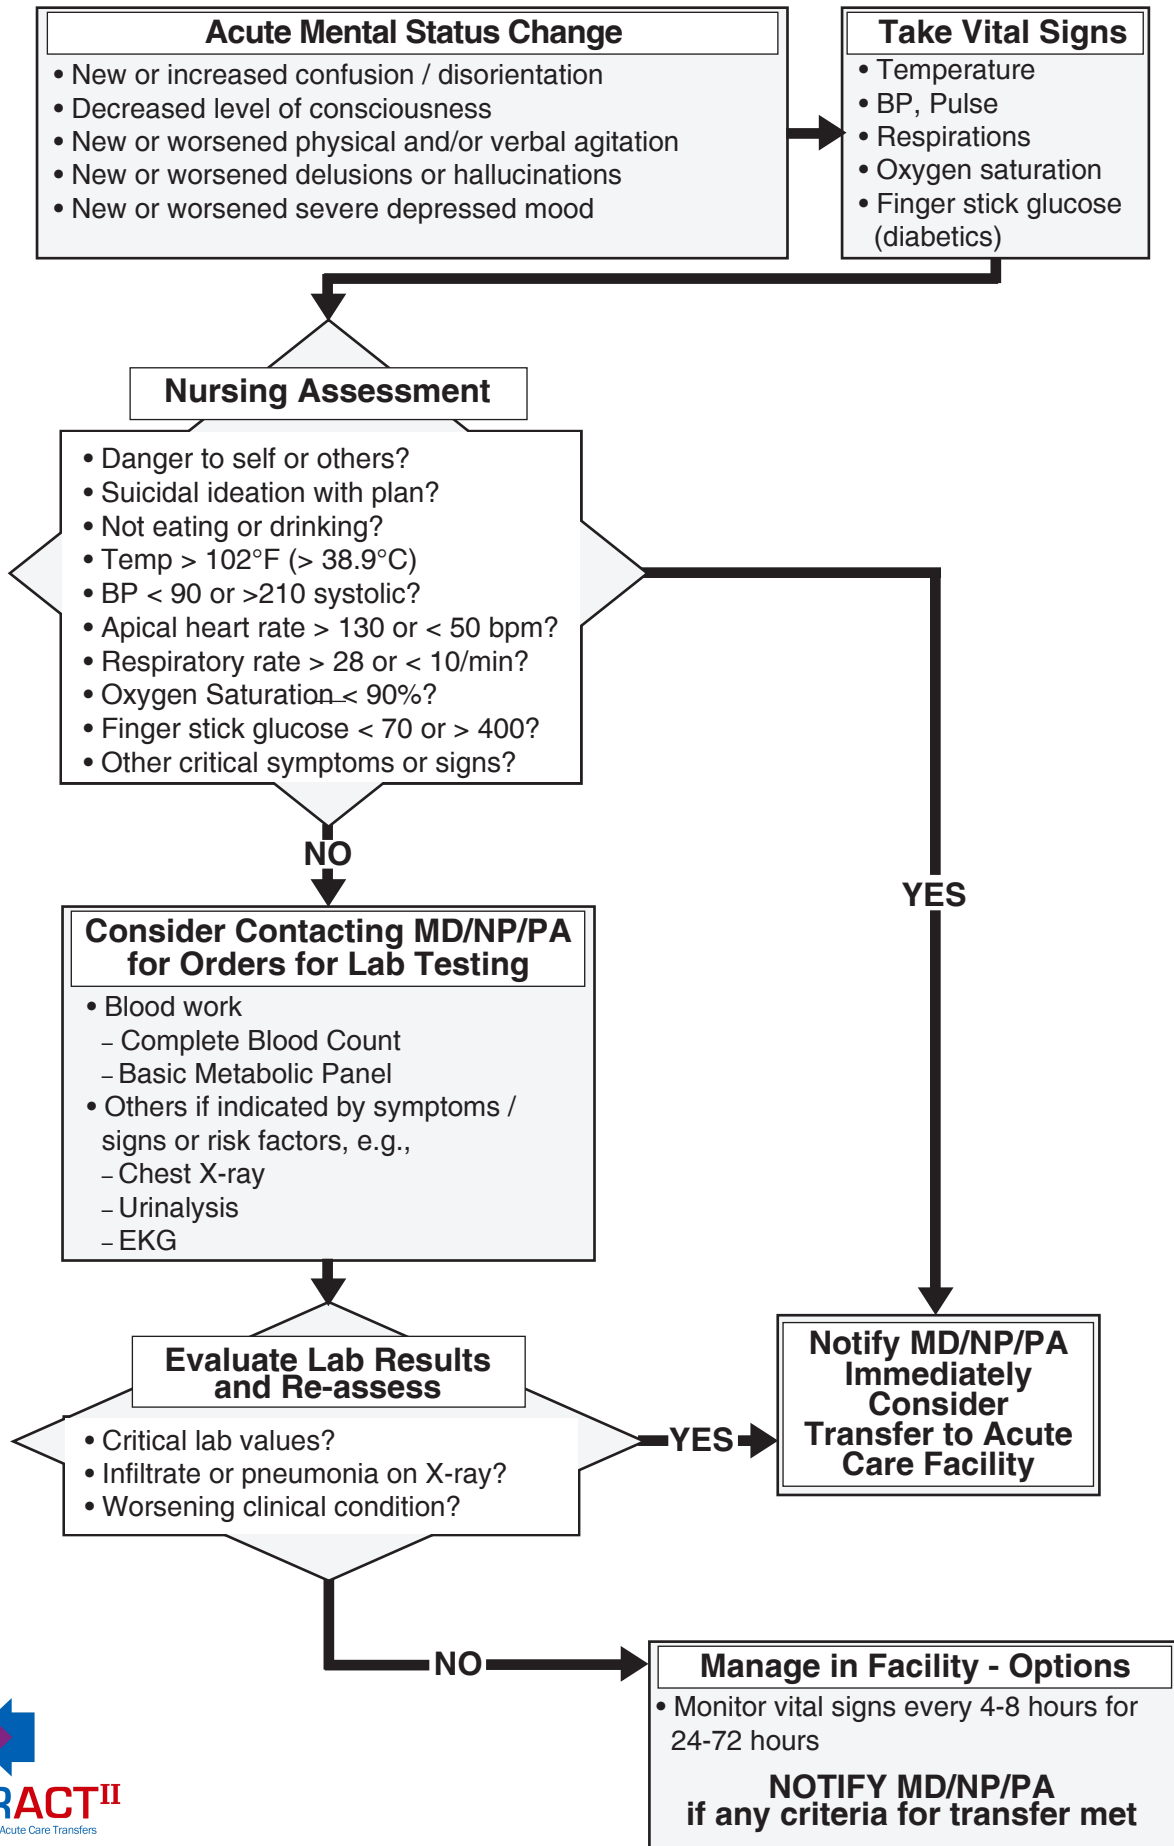 Acute Mental Status Change
• New or increased confusion / disorientation
• Decreased level of consciousness
• New or worsened physical and/or verbal agitation
• New or worsened delusions or hallucinations
• New or worsened severe depressed mood
Take Vital Signs
• Temperature
• BP, Pulse
• Respirations
• Oxygen saturation
• Finger stick glucose
(diabetics)
Nursing Assessment
• Danger to self or others?
• Suicidal ideation with plan?
• Not eating or drinking?
• Temp > 102°F (> 38.9°C)
• BP < 90 or >210 systolic?
• Apical heart rate > 130 or < 50 bpm?
• Respiratory rate > 28 or < 10/min?
• Oxygen Saturation < 90%?
• Finger stick glucose < 70 or > 400?
• Other critical symptoms or signs?
NO
YES
Consider Contacting MD/NP/PA
for Orders for Lab Testing
• Blood work
– Complete Blood Count
– Basic Metabolic Panel
• Others if indicated by symptoms /
signs or risk factors, e.g.,
– Chest X-ray
– Urinalysis
– EKG
Evaluate Lab Results
and Re-assess
• Critical lab values?
• Infiltrate or pneumonia on X-ray?
• Worsening clinical condition?
YES
Notify MD/NP/PA
Immediately
Consider
Transfer to Acute
Care Facility
NO
Manage in Facility - Options
• Monitor vital signs every 4-8 hours for
24-72 hours
NOTIFY MD/NP/PA
if any criteria for transfer met
RACT II
Acute Care Transfers